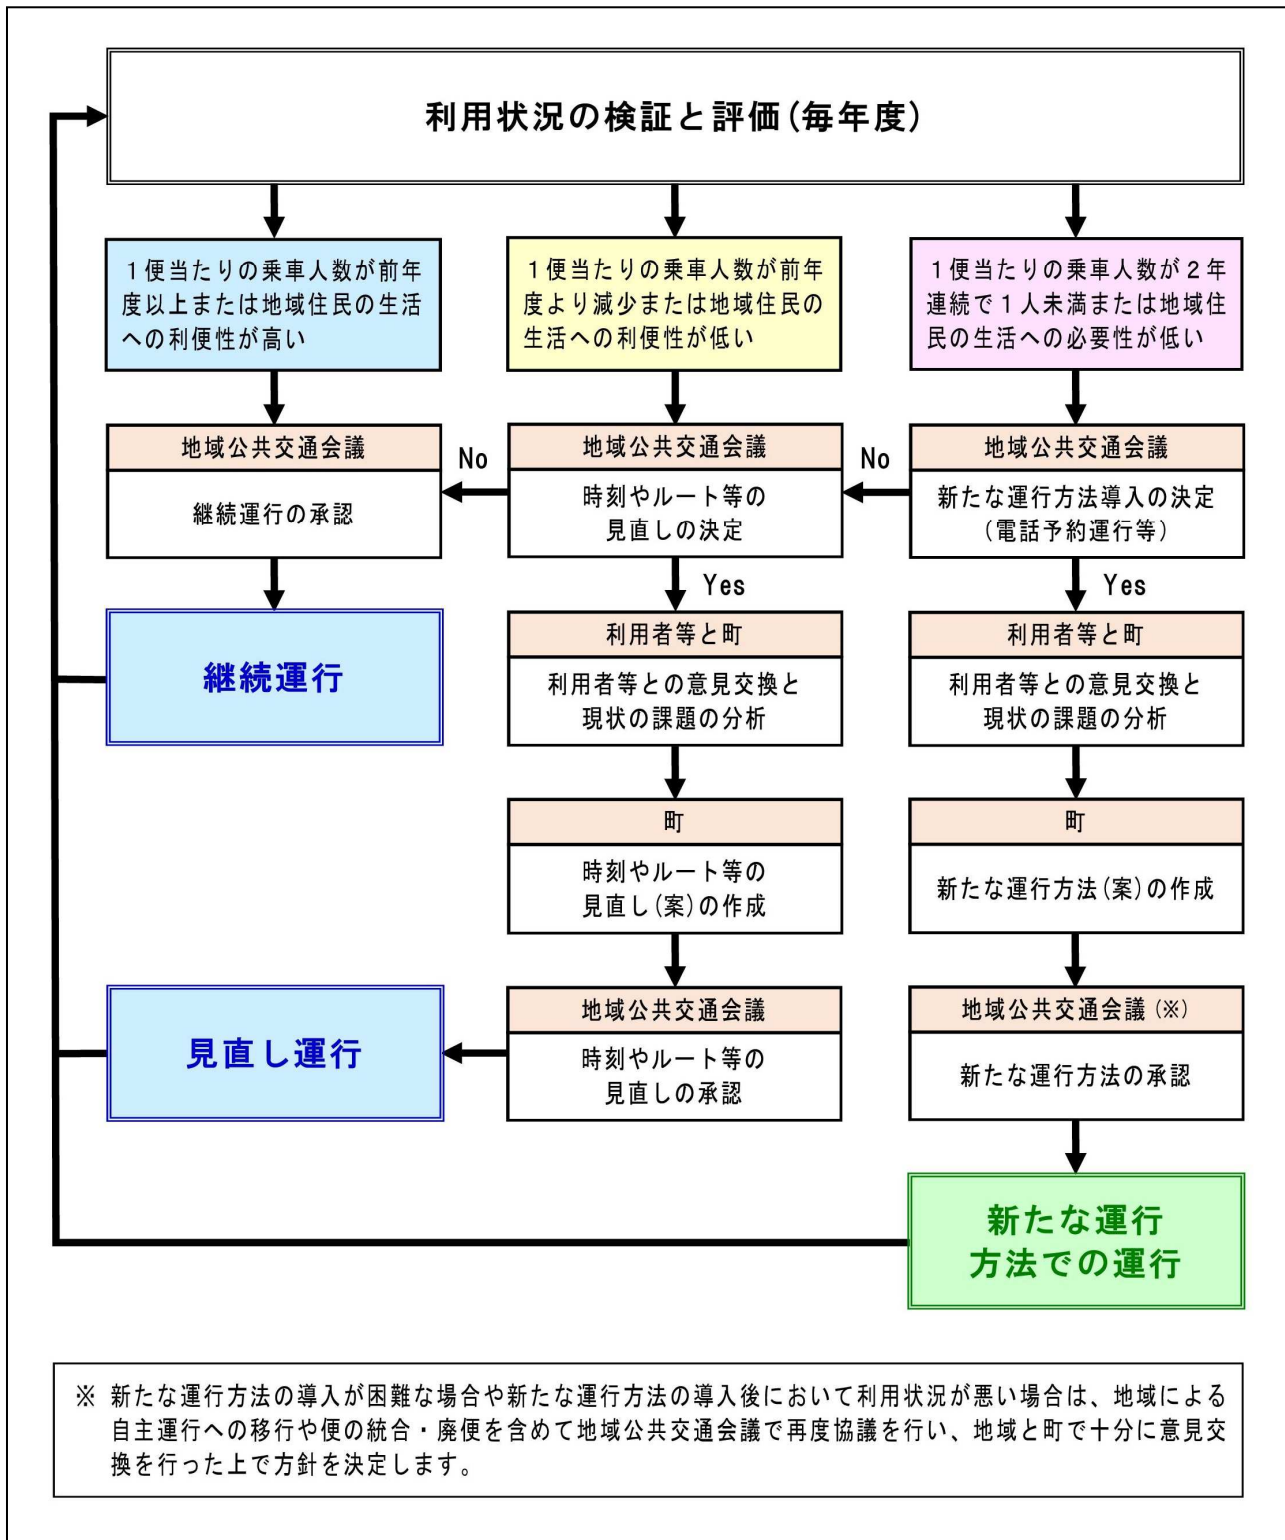 利用状況の検証と評価(毎年度)
1便当たりの乗車人数が前年
度以上または地域住民の生活
への利便性が高い
1便当たりの乗車人数が前年
度より減少または地域住民の
生活への利便性が低い
1便当たりの乗車人数が2年
連続で1人未満または地域住
民の生活への必要性が低い
地域公共交通会議
継続運行の承認
No
地域公共交通会議
時刻やルート等の
見直しの決定
No
地域公共交通会議
新たな運行方法導入の決定
(電話予約運行等)
Yes
Yes
継続運行
利用者等と町
利用者等との意見交換と
現状の課題の分析
利用者等と町
利用者等との意見交換と
現状の課題の分析
町
時刻やルート等の
見直し(案)の作成
町
新たな運行方法(案)の作成
見直し運行
地域公共交通会議
時刻やルート等の
見直しの承認
地域公共交通会議(※)
新たな運行方法の承認
新たな運行
方法での運行
※ 新たな運行方法の導入が困難な場合や新たな運行方法の導入後において利用状況が悪い場合は、地域による
自主運行への移行や便の統合・廃便を含めて地域公共交通会議で再度協議を行い、地域と町で十分に意見交
換を行った上で方針を決定します。